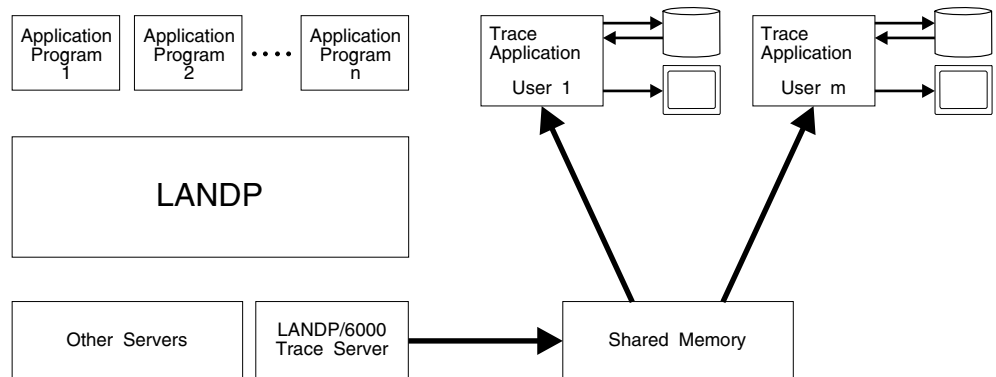 Application
Program
1
Application
Program
2
Application
Program
n
Trace
Application
User 1
Trace
Application
User m
LANDP
Other Servers
LANDP/6000
Trace Server
Shared Memory